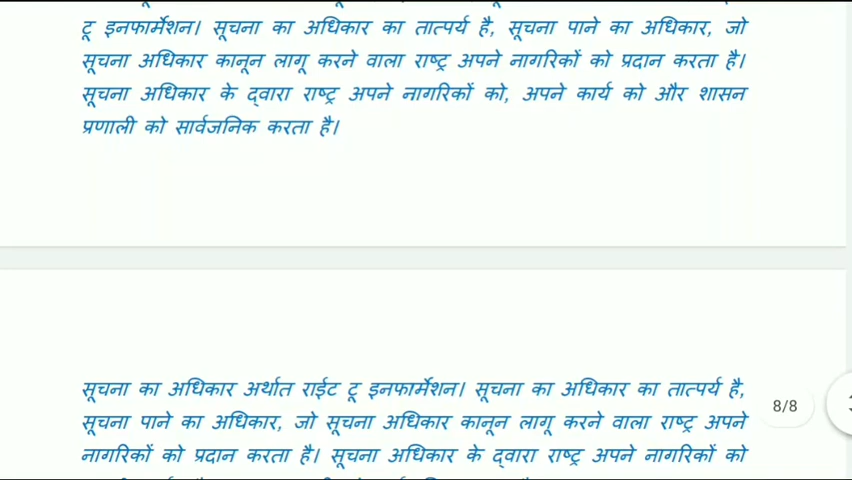 टू इनफार्मेशन। सूचना का अधिकार का तात्पर्य है, सूचना पाने का अधिकार, जो
सूचना अधिकार कानून लागू करने वाला राष्ट्र अपने नागरिकों को प्रदान करता है।
सूचना अधिकार के द्वारा राष्ट्र अपने नागरिकों को, अपने कार्य को और शासन
प्रणाली को सार्वजनिक करता है।
सूचना का अधिकार अर्थात राईट टू इनफार्मेशन। सूचना का अधिकार का तात्पर्य है,
सूचना पाने का अधिकार, जो सूचना अधिकार कानून लागू करने वाला राष्ट्र अपने
8/8
नागरिकों को प्रदान करता है। सूचना अधिकार के द्वारा राष्ट्र अपने नागरिकों को